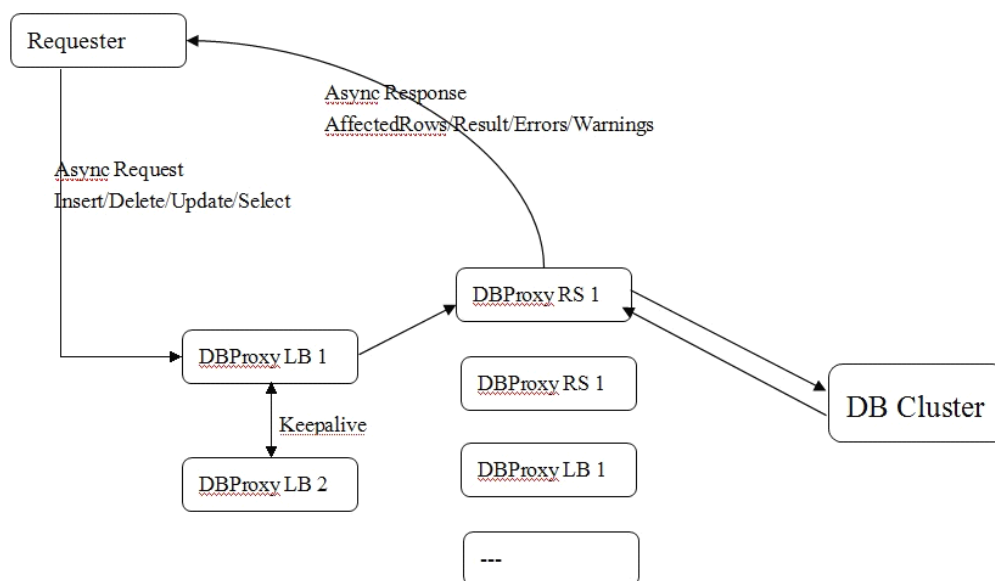 Requester
Async Response
AffectedRows/Result/Errors/Warnings
Async Request
Insert/Delete/Update/Select
DBProxy RS 1
DBProxy LB 1
DBProxy RS 1
DB Cluster
Keepalive
DBProxy LB 2
DBProxy LB 1
---